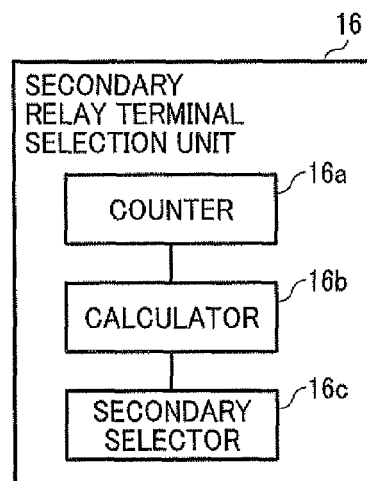 16
SECONDARY
RELAY TERMINAL
SELECTION UNIT
16a
COUNTER
16b
CALCULATOR
16c
SECONDARY
SELECTOR